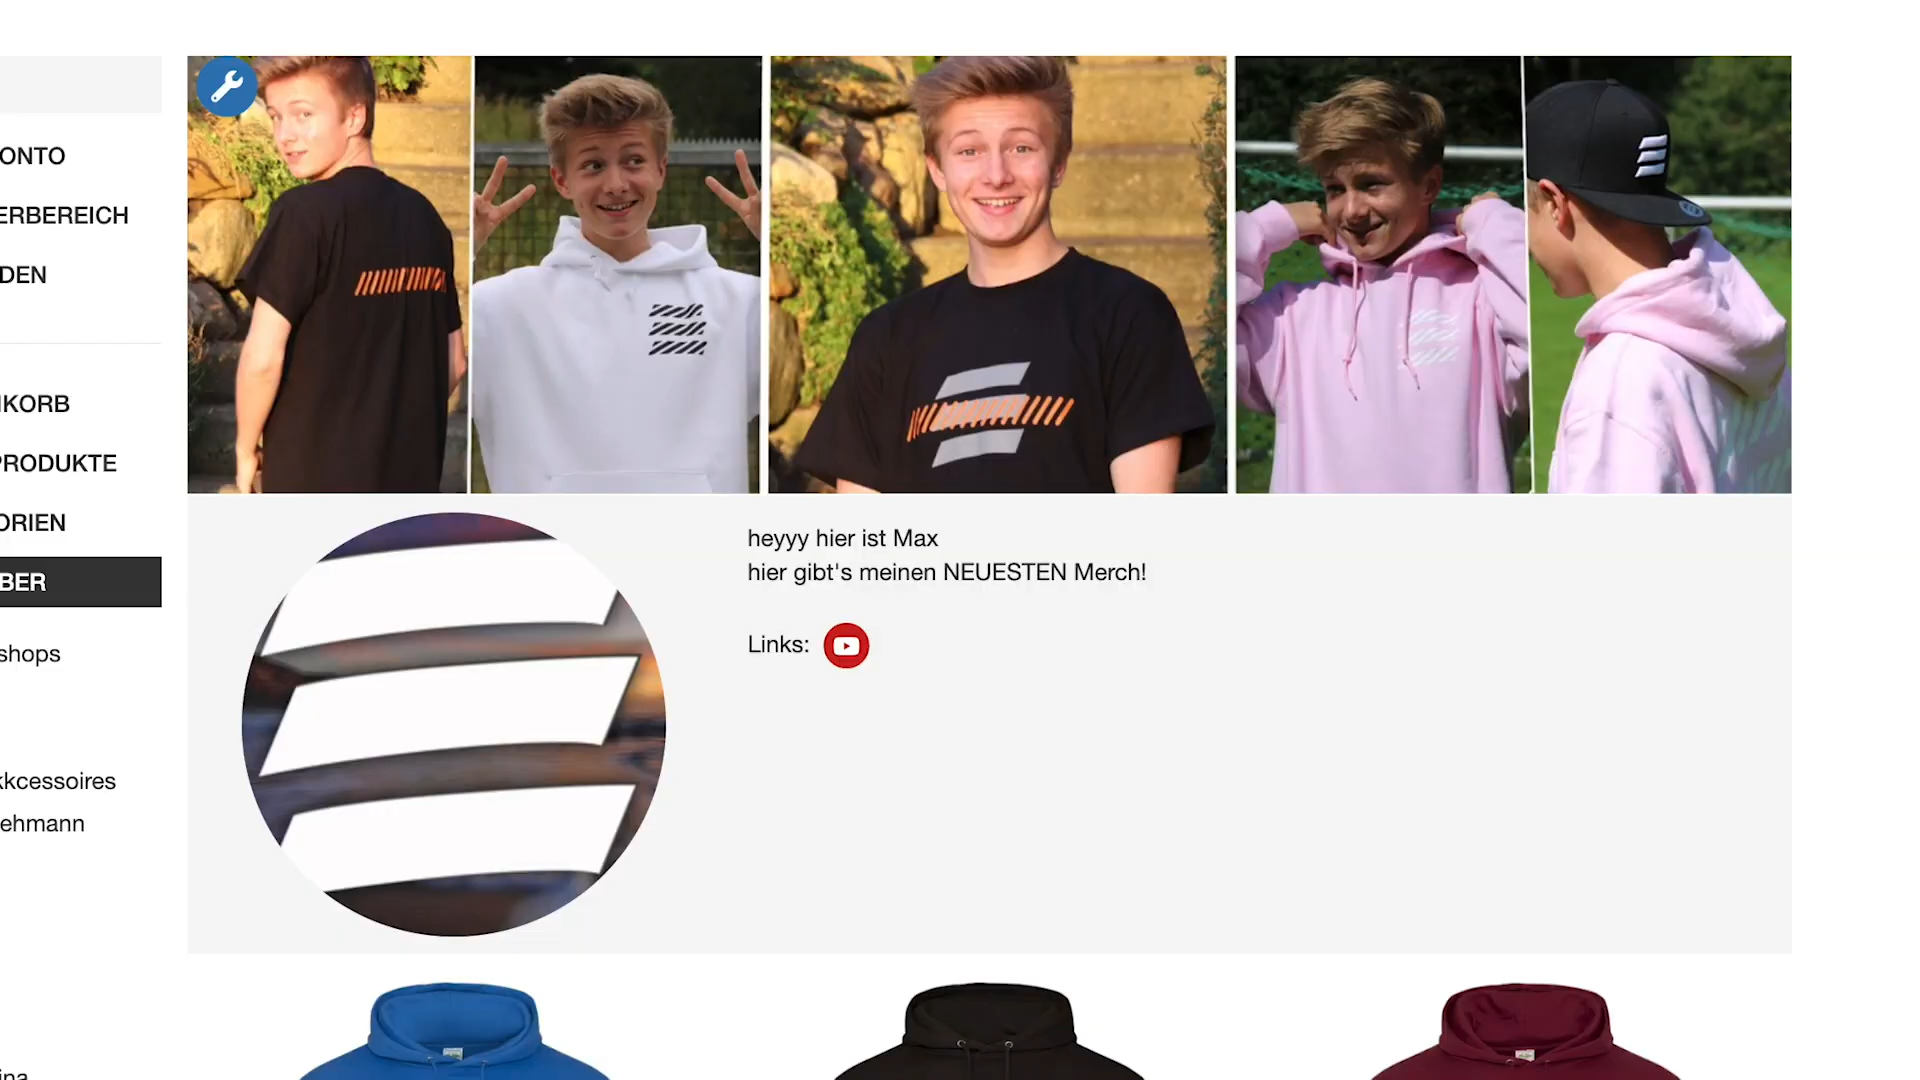 ONTO
ERBEREICH
DEN
KORB
PRODUKTE
ORIEN
BER
shops
kcessoires
ehmann
heyyy hier ist Max
hier gibt's meinen NEUESTEN Merch!
Links: